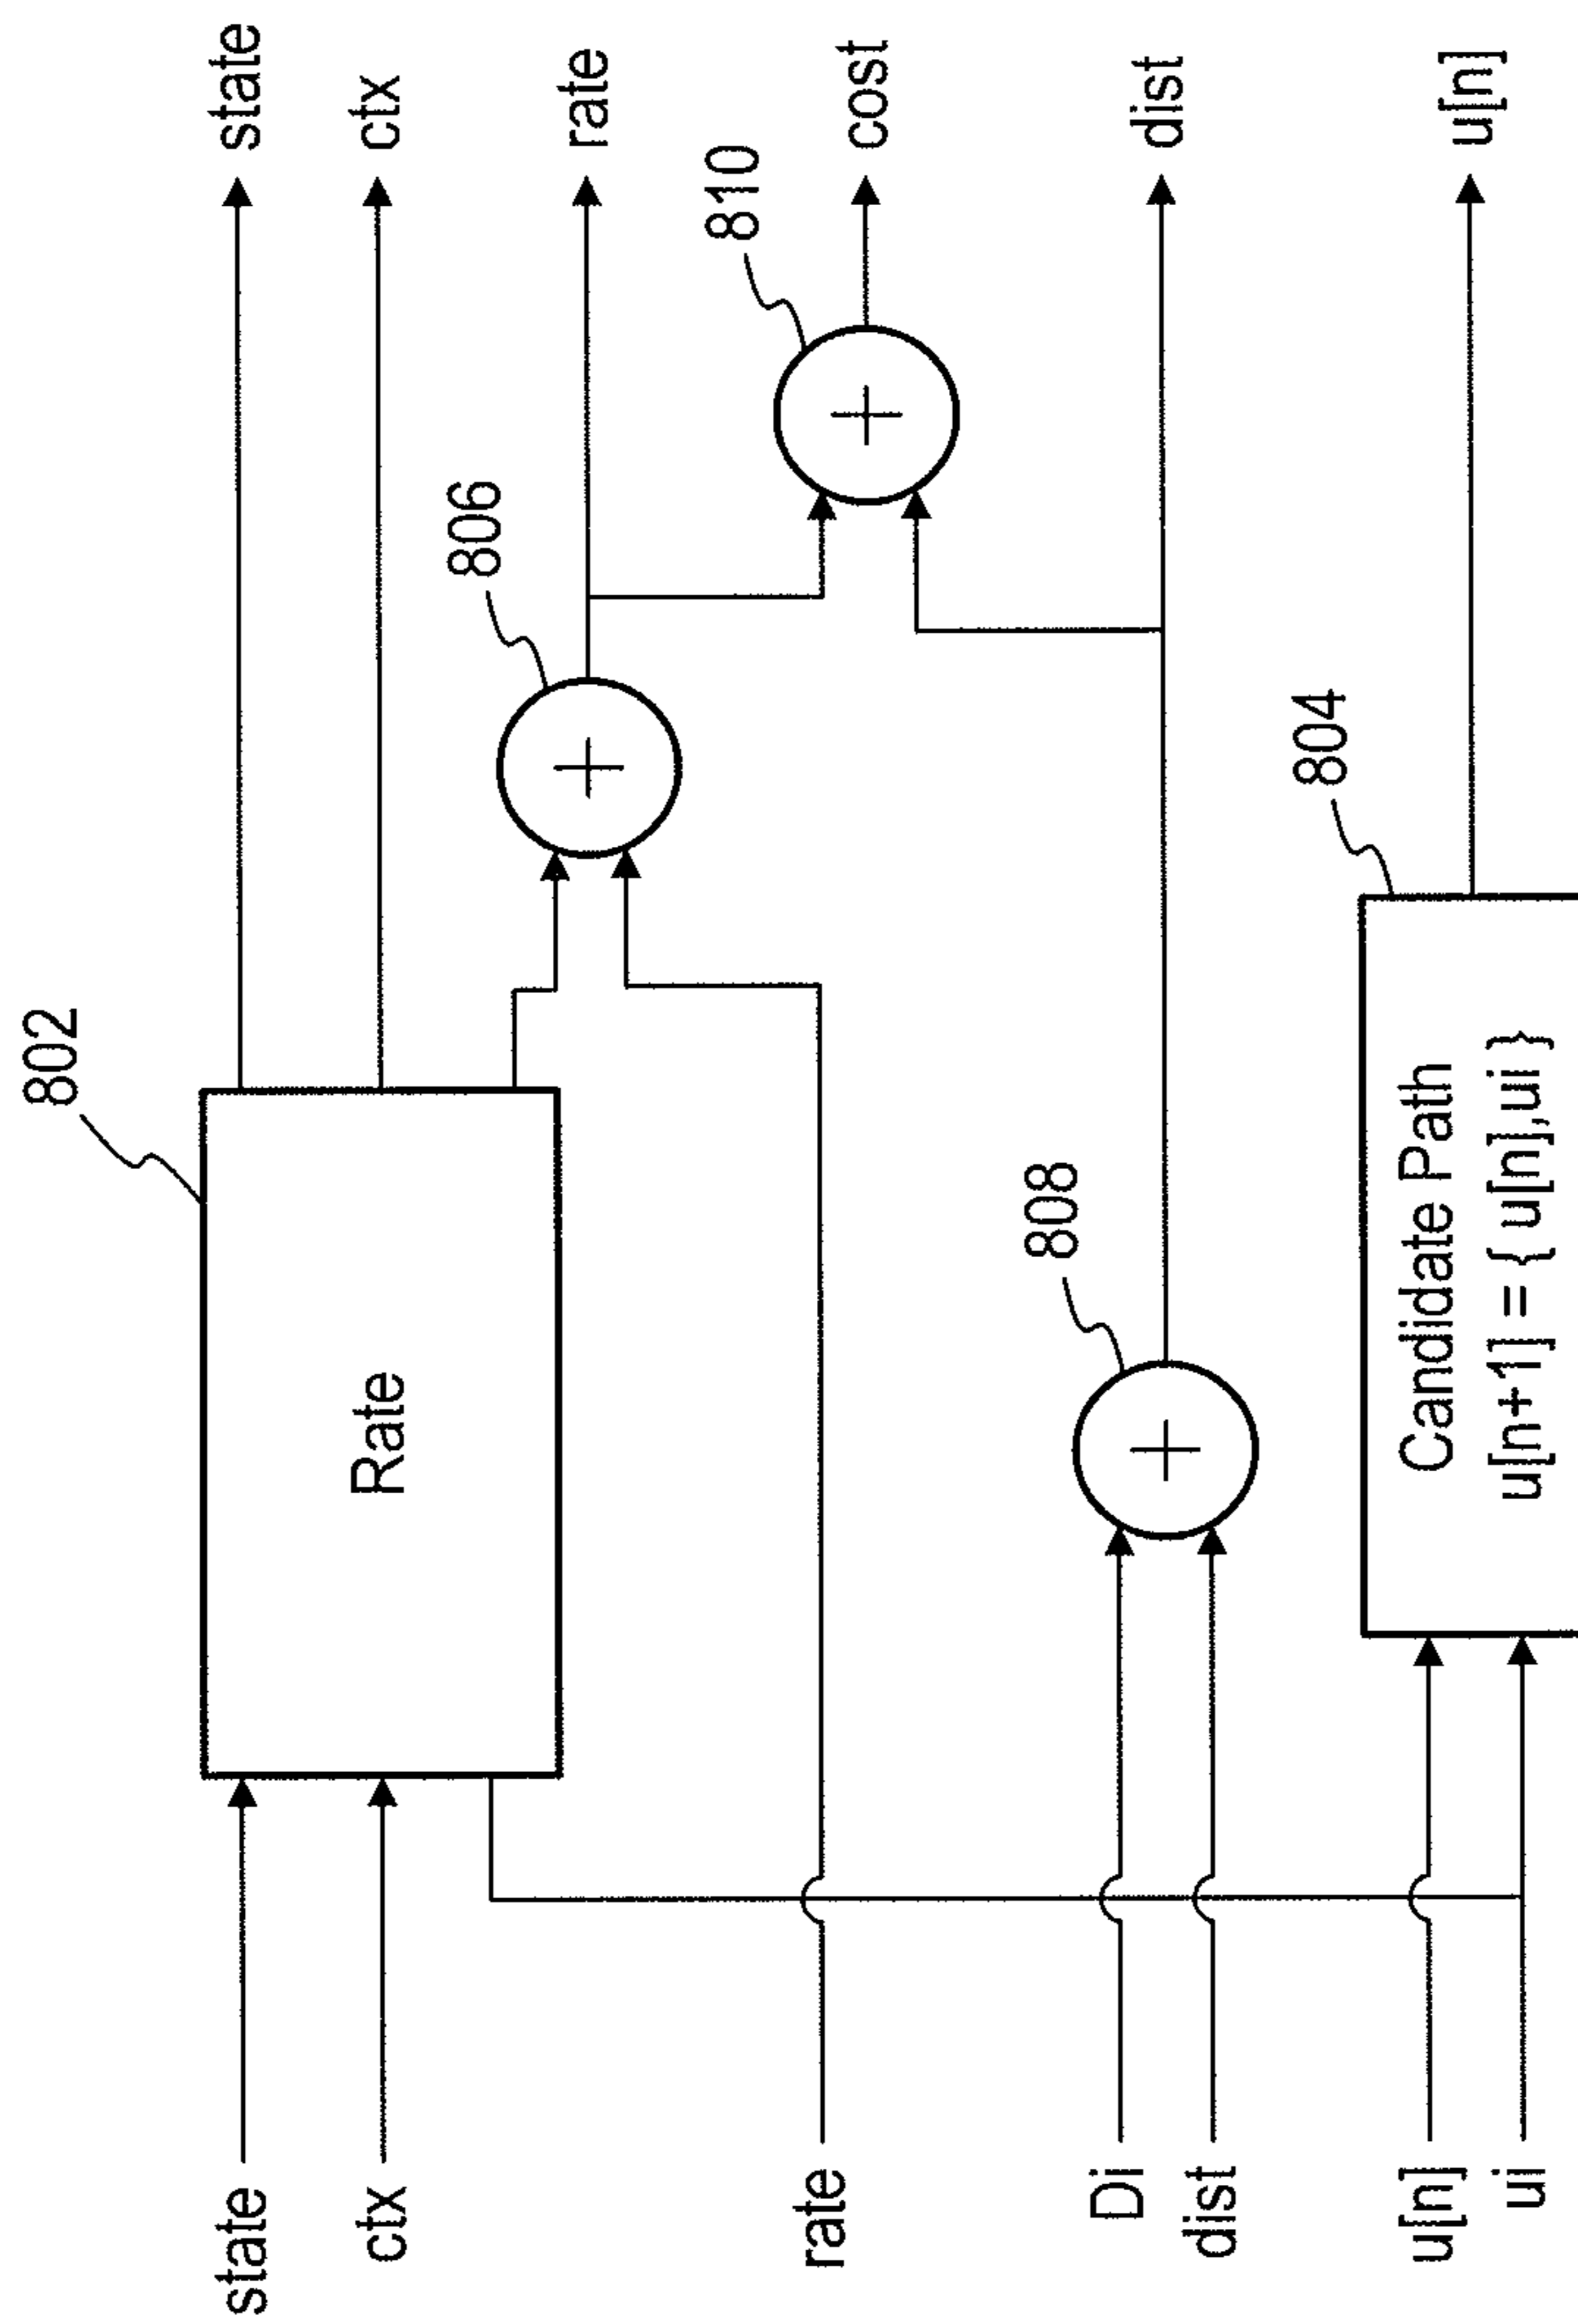 802
Rate
state
ctx
rate
Di
dist
u[n]
ui
806
808
810
804
Candidate Path
u[n+1] = { u[n],ui }
state
ctx
rate
cost
dist
u[n]